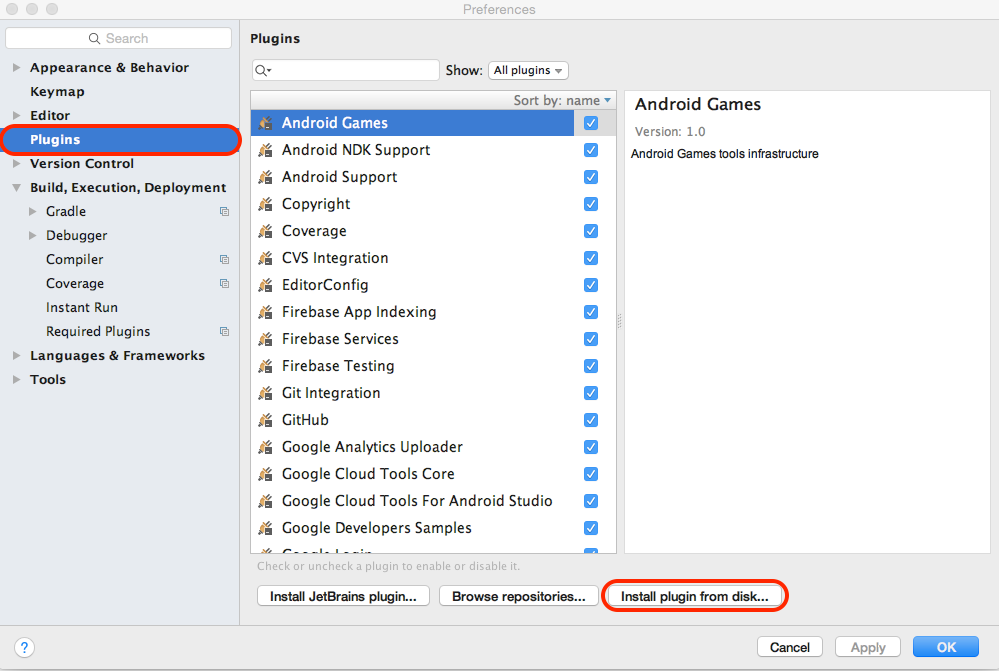 Preferences
Search
Appearance & Behavior
Keymap
Editor
Plugins
Version Control
Build, Execution, Deployment
Gradle
Debugger
Compiler
Coverage
Instant Run
Required Plugins
Languages & Frameworks
Tools
Plugins
Show: All plugins
Sort by: name
Android Games
Android NDK Support
Android Support
Copyright
Coverage
CVS Integration
EditorConfig
Firebase App Indexing
Firebase Services
Firebase Testing
Git Integration
GitHub
Google Analytics Uploader
Google Cloud Tools Core
Google Cloud Tools For Android Studio
Google Developers Samples
Google Login
Android Games
Version: 1.0
Android Games tools infrastructure
Check or uncheck a plugin to enable or disable it.
Install JetBrains plugin... Browse repositories... Install plugin from disk...
? Cancel Apply OK